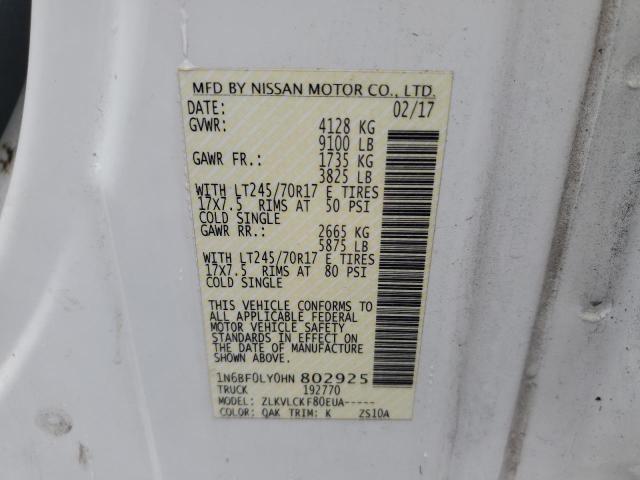 MFD BY NISSAN MOTOR CO., LTD.
DATE: 02/17
GVWR: 4128 KG
9100 LB
GAWR FR.: 1735 KG
3825 LB
WITH LT245/70R17 E TIRES
17X7.5 RIMS AT 50 PSI
COLD SINGLE
GAWR RR.: 2665 KG
5875 LB
WITH LT245/70R17 E TIRES
17X7.5 RIMS AT 80 PSI
COLD SINGLE
THIS VEHICLE CONFORMS TO
ALL APPLICABLE FEDERAL
MOTOR VEHICLE SAFETY
STANDARDS IN EFFECT ON
THE DATE OF MANUFACTURE
SHOWN ABOVE.
1N6BF0LY0HN 802925
TRUCK 192770
MODEL: ZLKVLCKF80EUA-----
COLOR: QAK TRIM: K ZS10A